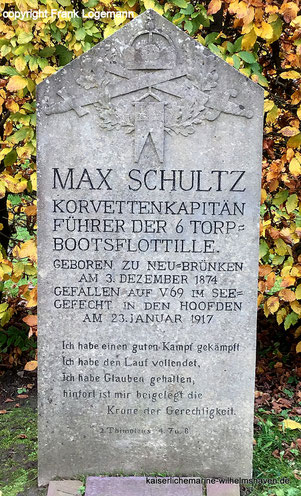 copyright Frank Logemann
MAX SCHULTZ
KORVETTENKAPITÄN
FÜHRER DER 6 TORP=
BOOTSFLOTTILLE.
GEBOREN ZU NEU=BRÜNKEN
AM 3. DEZEMBER 1874
GEFALLEN AUF V69 IM SEE=
GEFECHT IN DEN HOOFDEN
AM 23. JANUAR 1917
Ich habe einen guten Kampf gekämpft
Ich habe den Lauf vollendet,
Ich habe Glauben gehalten,
hinfort ist mir beigelegt die
Krone der Gerechtigkeit.
2. Thimoteus 4. 7 u. 8
kaiserlichemarine-wilhelmshaven.de